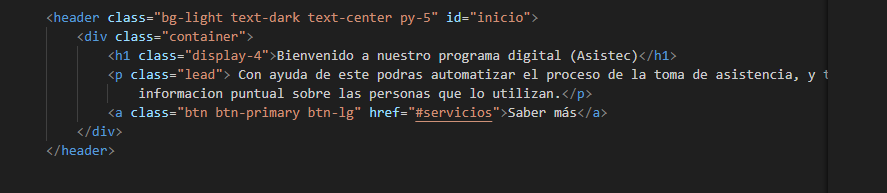 <header class="bg-light text-dark text-center py-5" id="inicio">
<div class="container">
<h1 class="display-4">Bienvenido a nuestro programa digital (Asistec)</h1>
<p class="lead"> Con ayuda de este podras automatizar el proceso de la toma de asistencia, y
informacion puntual sobre las personas que lo utilizan.</p>
<a class="btn btn-primary btn-lg" href="#servicios">Saber más</a>
</div>
</header>